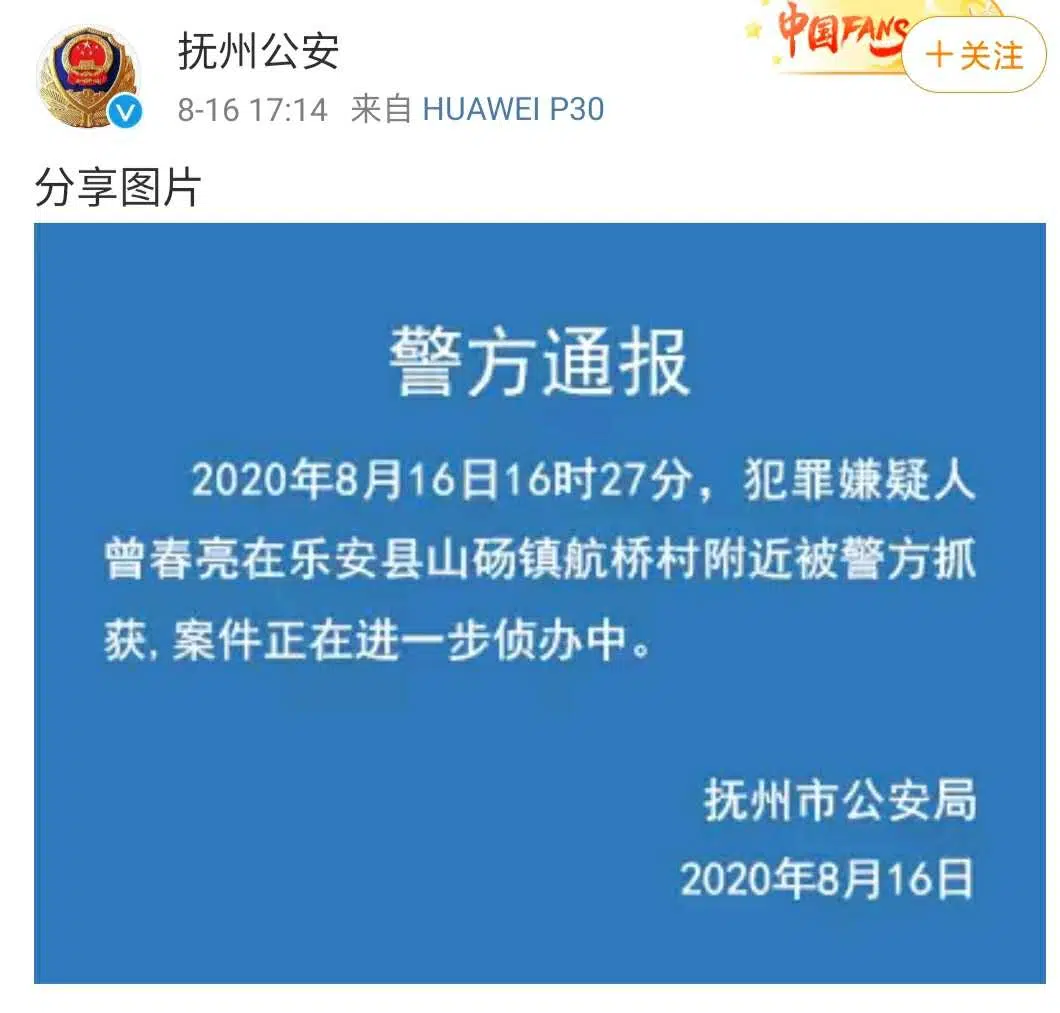 抚州公安
中国FANS
+关注
8-16 17:14 来自 HUAWEI P30
分享图片
警方通报
2020年8月16日16时27分，犯罪嫌疑人
曾春亮在乐安县山砀镇航桥村附近被警方抓
获,案件正在进一步侦办中。
抚州市公安局
2020年8月16日